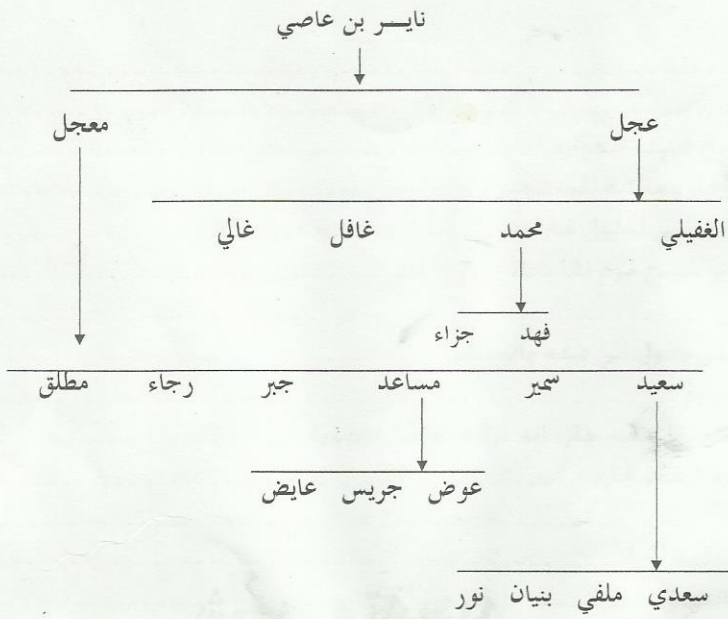 نايـــر بن عاصي
عجل معجل
الغفيلي محمد غافل غالي
فهد جزاء
سعيد سمير مساعد جبر رجاء مطلق
عوض جريس عايض
سعدي ملفي بنيان نور